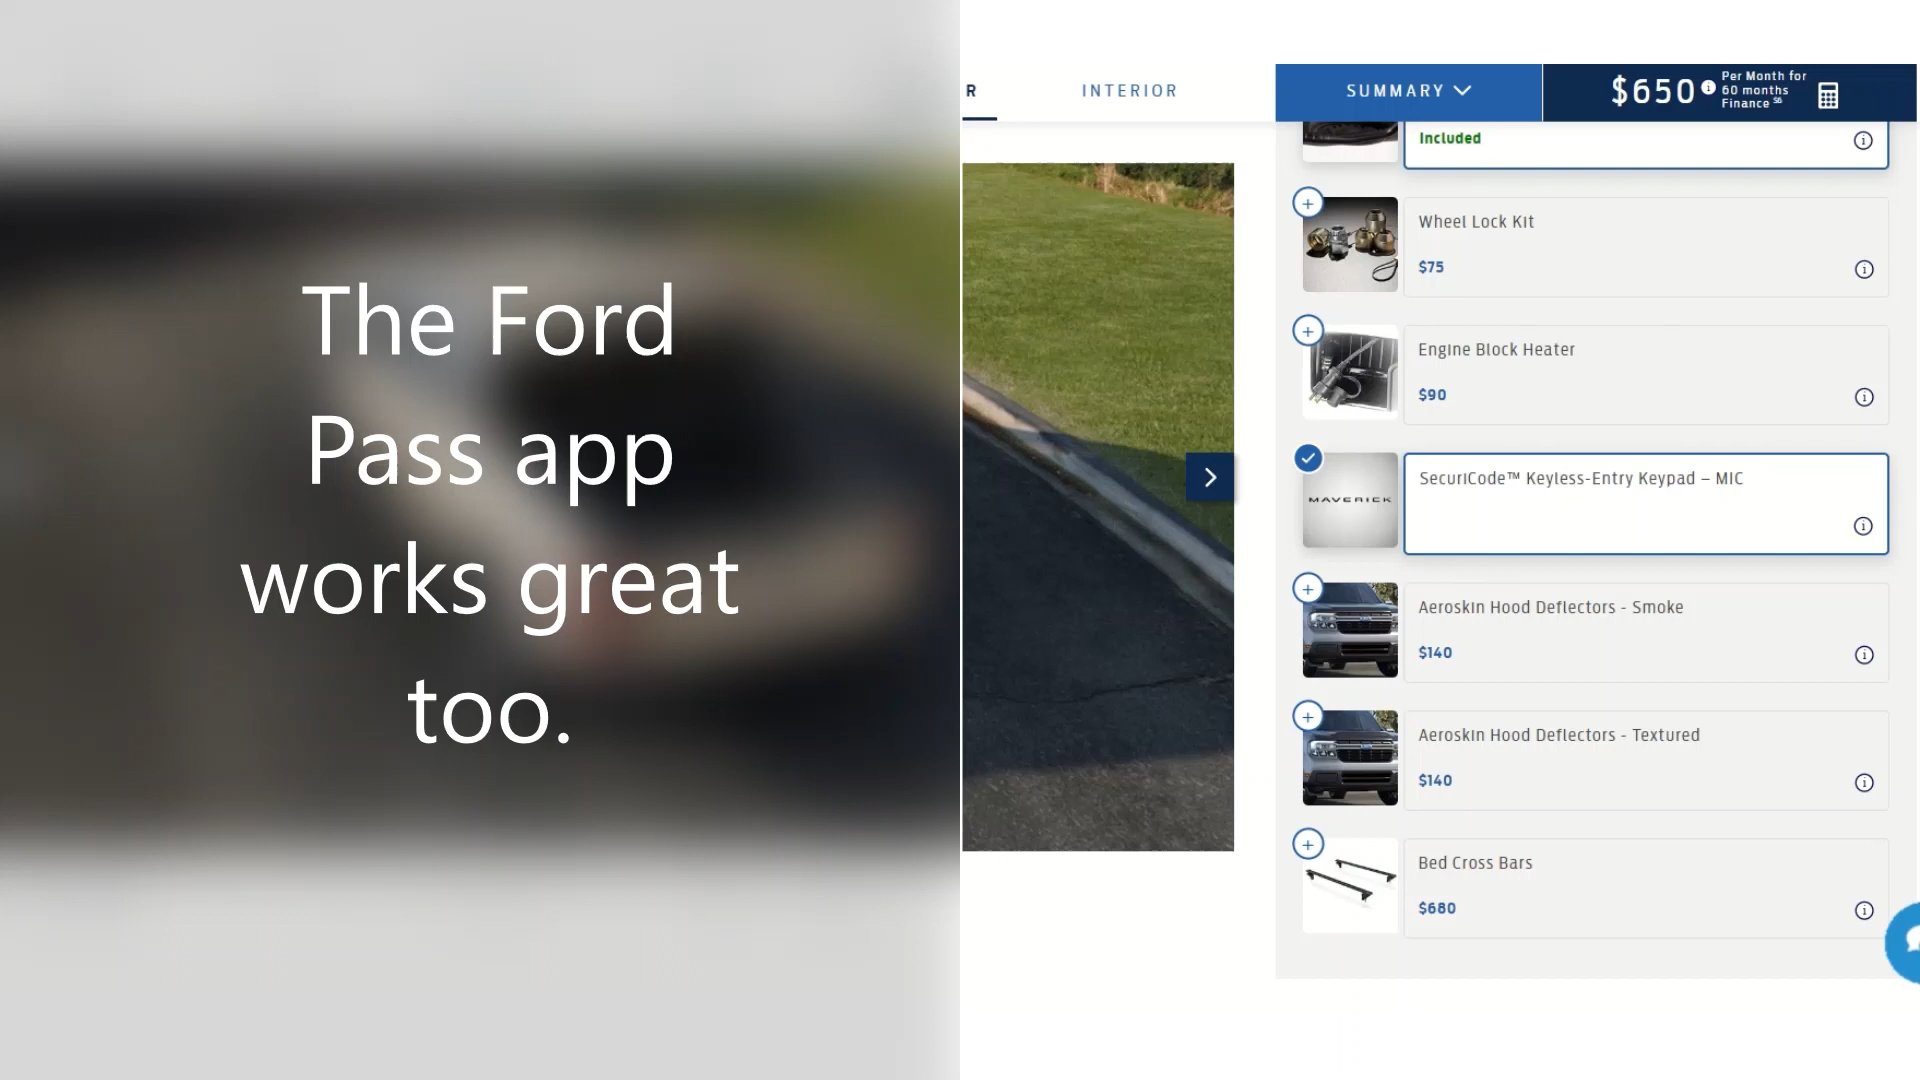 The Ford
Pass app
works great
too.
R
INTERIOR
SUMMARY
$650
Per Month for
60 months
Finance 56
Included
Wheel Lock Kit
$75
Engine Block Heater
$90
MAVERICK
SecuriCode™ Keyless-Entry Keypad – MIC
Aeroskin Hood Deflectors - Smoke
$140
Aeroskin Hood Deflectors - Textured
$140
Bed Cross Bars
$680